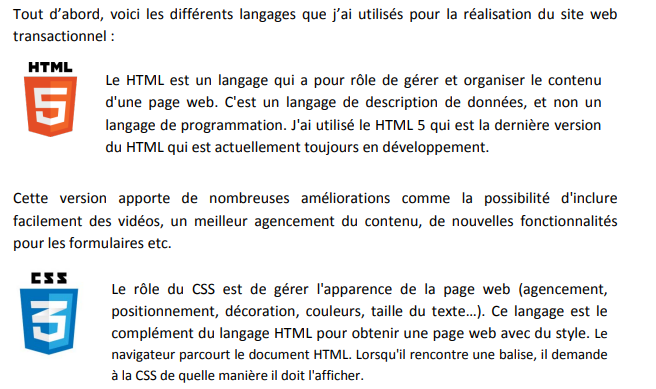 Tout d’abord, voici les différents langages que j’ai utilisés pour la réalisation du site web
transactionnel :
HTML
5
Le HTML est un langage qui a pour rôle de gérer et organiser le contenu
d'une page web. C'est un langage de description de données, et non un
langage de programmation. J'ai utilisé le HTML 5 qui est la dernière version
du HTML qui est actuellement toujours en développement.
Cette version apporte de nombreuses améliorations comme la possibilité d'inclure
facilement des vidéos, un meilleur agencement du contenu, de nouvelles fonctionnalités
pour les formulaires etc.
CSS
3
Le rôle du CSS est de gérer l'apparence de la page web (agencement,
positionnement, décoration, couleurs, taille du texte…). Ce langage est le
complément du langage HTML pour obtenir une page web avec du style. Le
navigateur parcourt le document HTML. Lorsqu'il rencontre une balise, il demande
à la CSS de quelle manière il doit l'afficher.